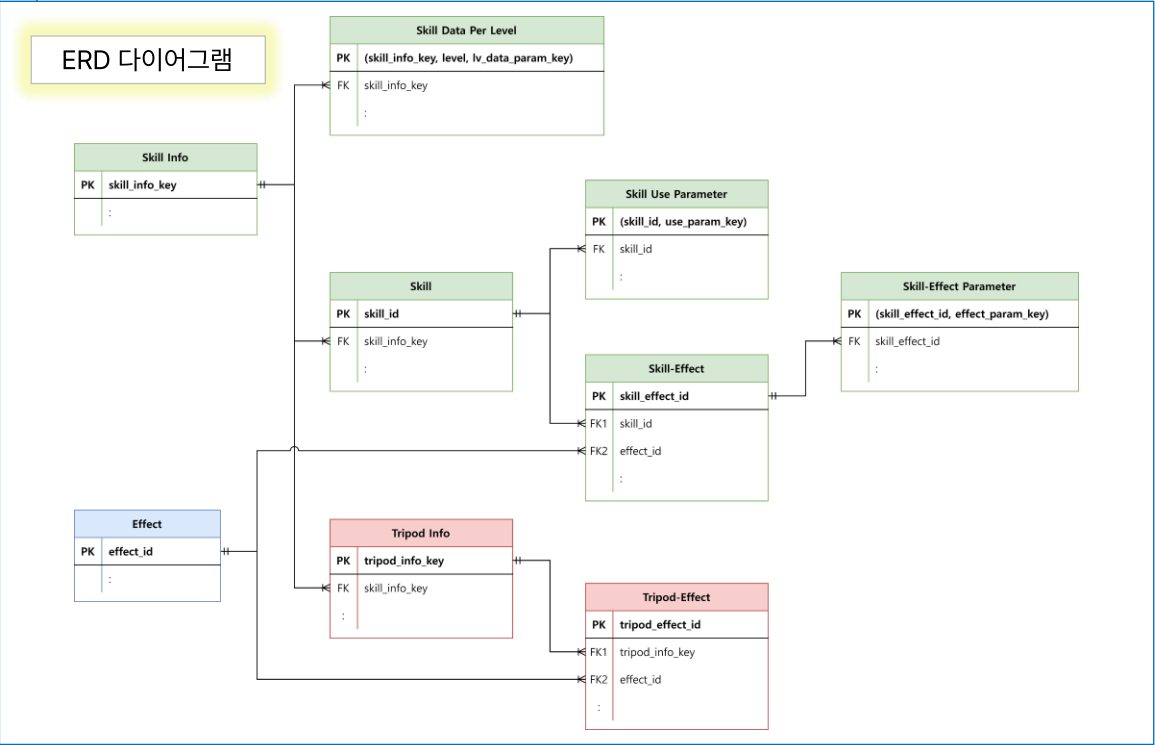 ERD 다이어그램
Skill Data Per Level
PK (skill_info_key, level, lv_data_param_key)
FK skill_info_key
:
Skill Info
PK skill_info_key
:
Skill Use Parameter
PK (skill_id, use_param_key)
FK skill_id
:
Skill
PK skill_id
FK skill_info_key
:
Skill-Effect Parameter
PK (skill_effect_id, effect_param_key)
FK skill_effect_id
:
Skill-Effect
PK skill_effect_id
FK1 skill_id
FK2 effect_id
:
Effect
PK effect_id
:
Tripod Info
PK tripod_info_key
FK skill_info_key
:
Tripod-Effect
PK tripod_effect_id
FK1 tripod_info_key
FK2 effect_id
: